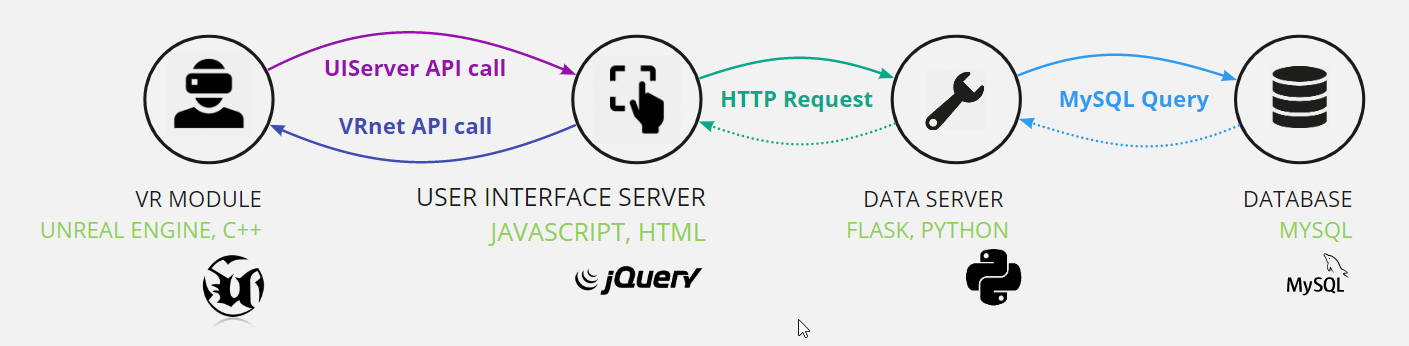 UIServer API call
VRnet API call
HTTP Request
MySQL Query
VR MODULE
UNREAL ENGINE, C++
USER INTERFACE SERVER
JAVASCRIPT, HTML
jQuery
DATA SERVER
FLASK, PYTHON
DATABASE
MYSQL
MySQL